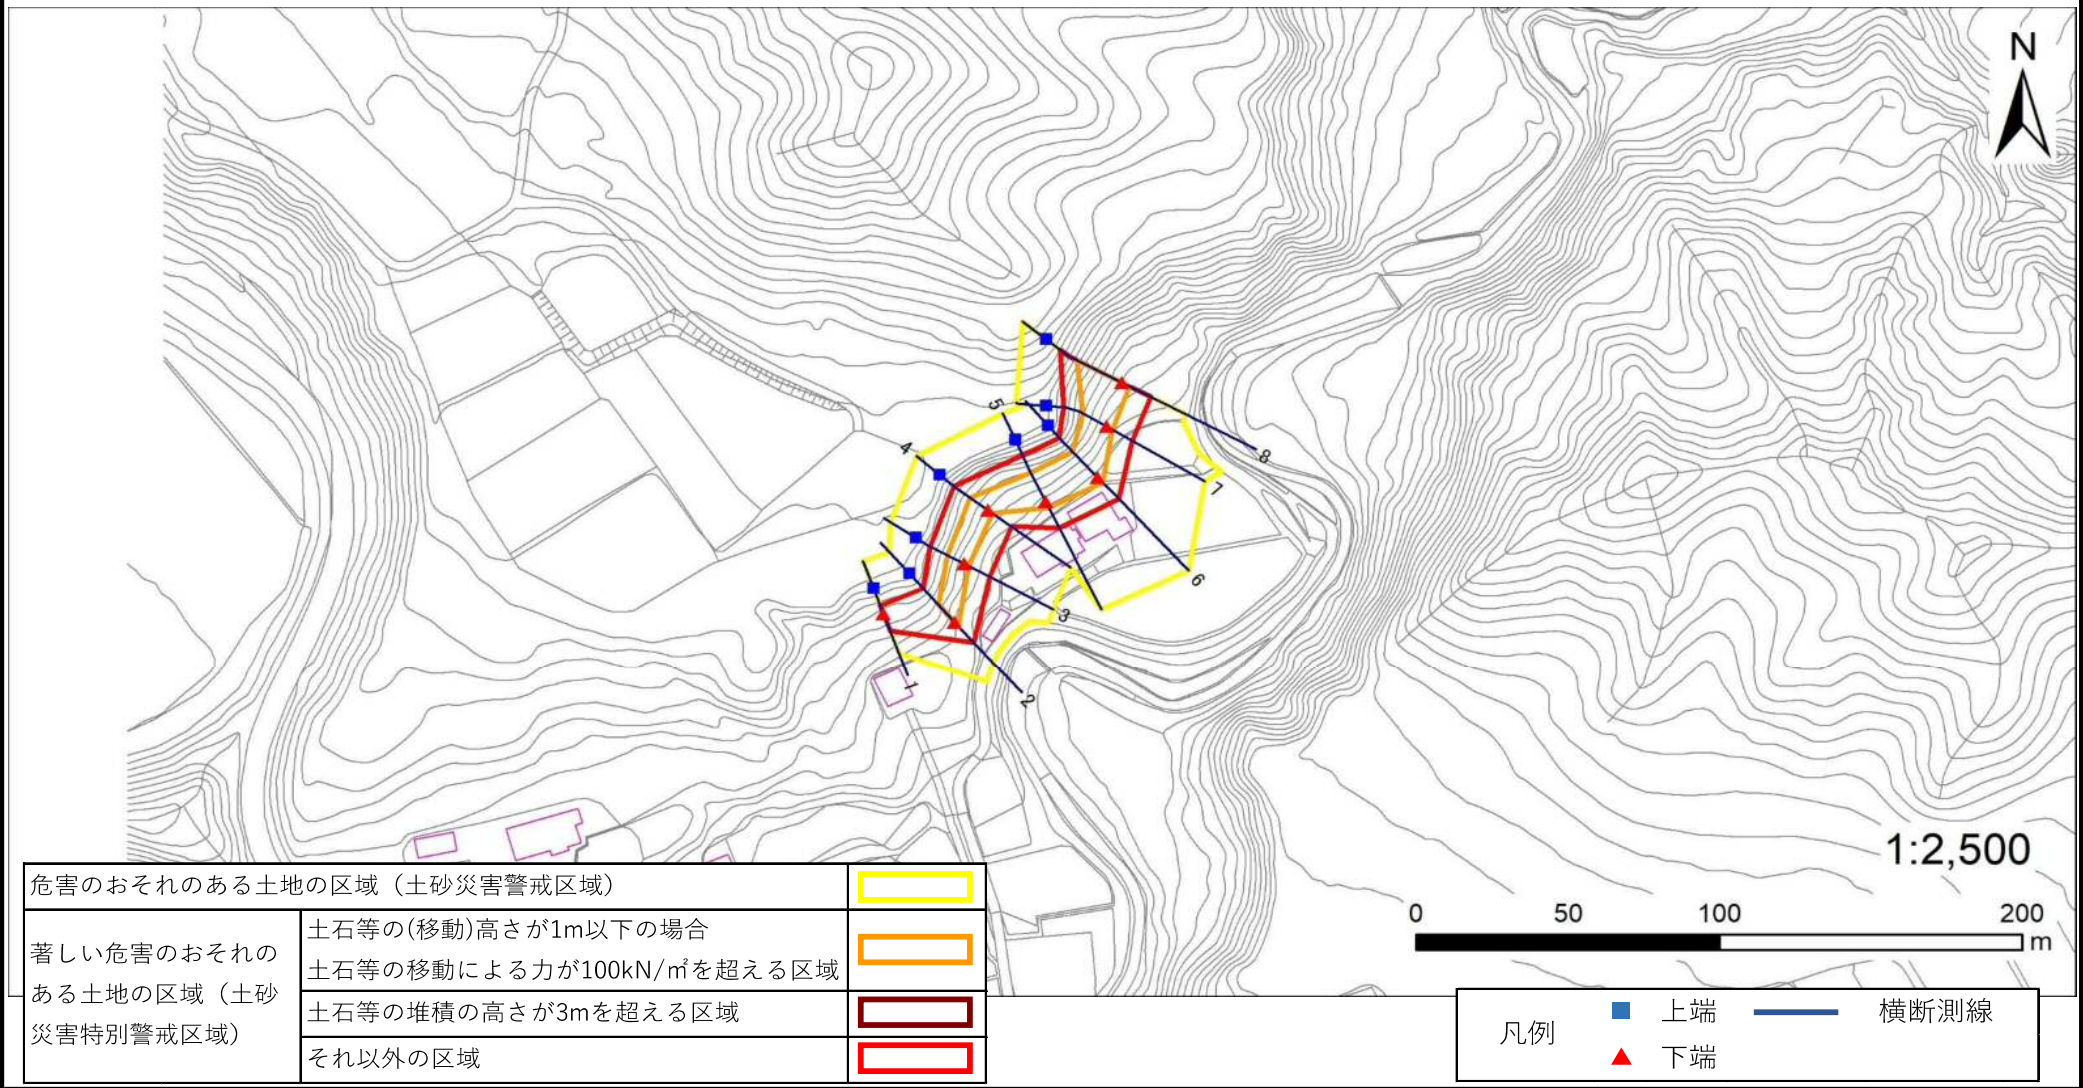 N
5
4
8
7
6
3
1
2
1:2,500
0 50 100 200
m
危害のおそれのある土地の区域（土砂災害警戒区域）
著しい危害のおそれの
ある土地の区域（土砂
災害特別警戒区域）
土石等の(移動)高さが1m以下の場合
土石等の移動による力が100kN/㎡を超える区域
土石等の堆積の高さが3mを超える区域
それ以外の区域
凡例
上端
横断測線
下端